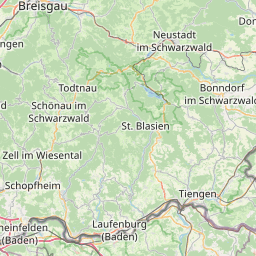 Breisgau
Neustadt
im Schwarzwald
Todtnau
Bonndorf
im Schwarzwald
Schönau im
Schwarzwald
St. Blasien
Zell im Wiesental
Schopfheim
Tiengen
Laufenburg
(Baden)
einfelden
(Baden)